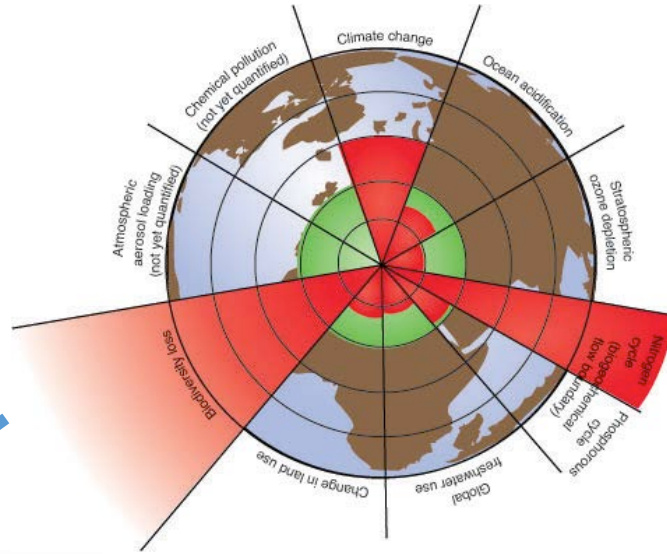 Climate change
Ocean acidification
Stratospheric
ozone depletion
Nitrogen
cycle
(biogeochemical
flow boundary)
Phosphorous
cycle
Global
freshwater use
Change in land use
Biodiversity loss
Atmospheric
aerosol loading
(not yet quantified)
Chemical pollution
(not yet quantified)